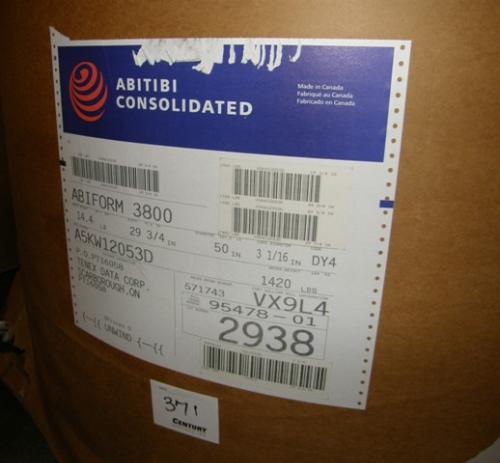 ABITIBI
CONSOLIDATED
Made in Canada
Fabriqué au Canada
Fabricado en Canada
ABIFORM 3800
14.4 LB 29 3/4 IN 50 IN 3 1/16 IN DY4
A5KW12053D
1420 LBS
P.O.PTI6058
TENEX DATA CORP.
SCARBOROUGH,ON
PTI6058
571743 VX9L4
95478-01
2938
(—{{ UNWIND {—{{
371
CENTURY